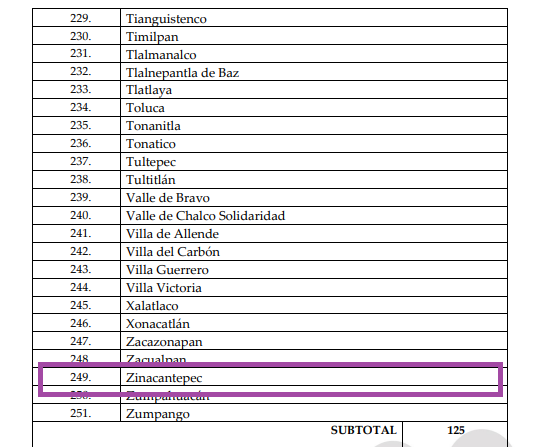 229. Tianguistenco
230. Timilpan
231. Tlalmanalco
232. Tlalnepantla de Baz
233. Tlatlaya
234. Toluca
235. Tonanitla
236. Tonatico
237. Tultepec
238. Tultitlán
239. Valle de Bravo
240. Valle de Chalco Solidaridad
241. Villa de Allende
242. Villa del Carbón
243. Villa Guerrero
244. Villa Victoria
245. Xalatlaco
246. Xonacatlán
247. Zacazonapan
248. Zacualpan
249. Zinacantepec
250. Zumpahuacán
251. Zumpango
SUBTOTAL 125